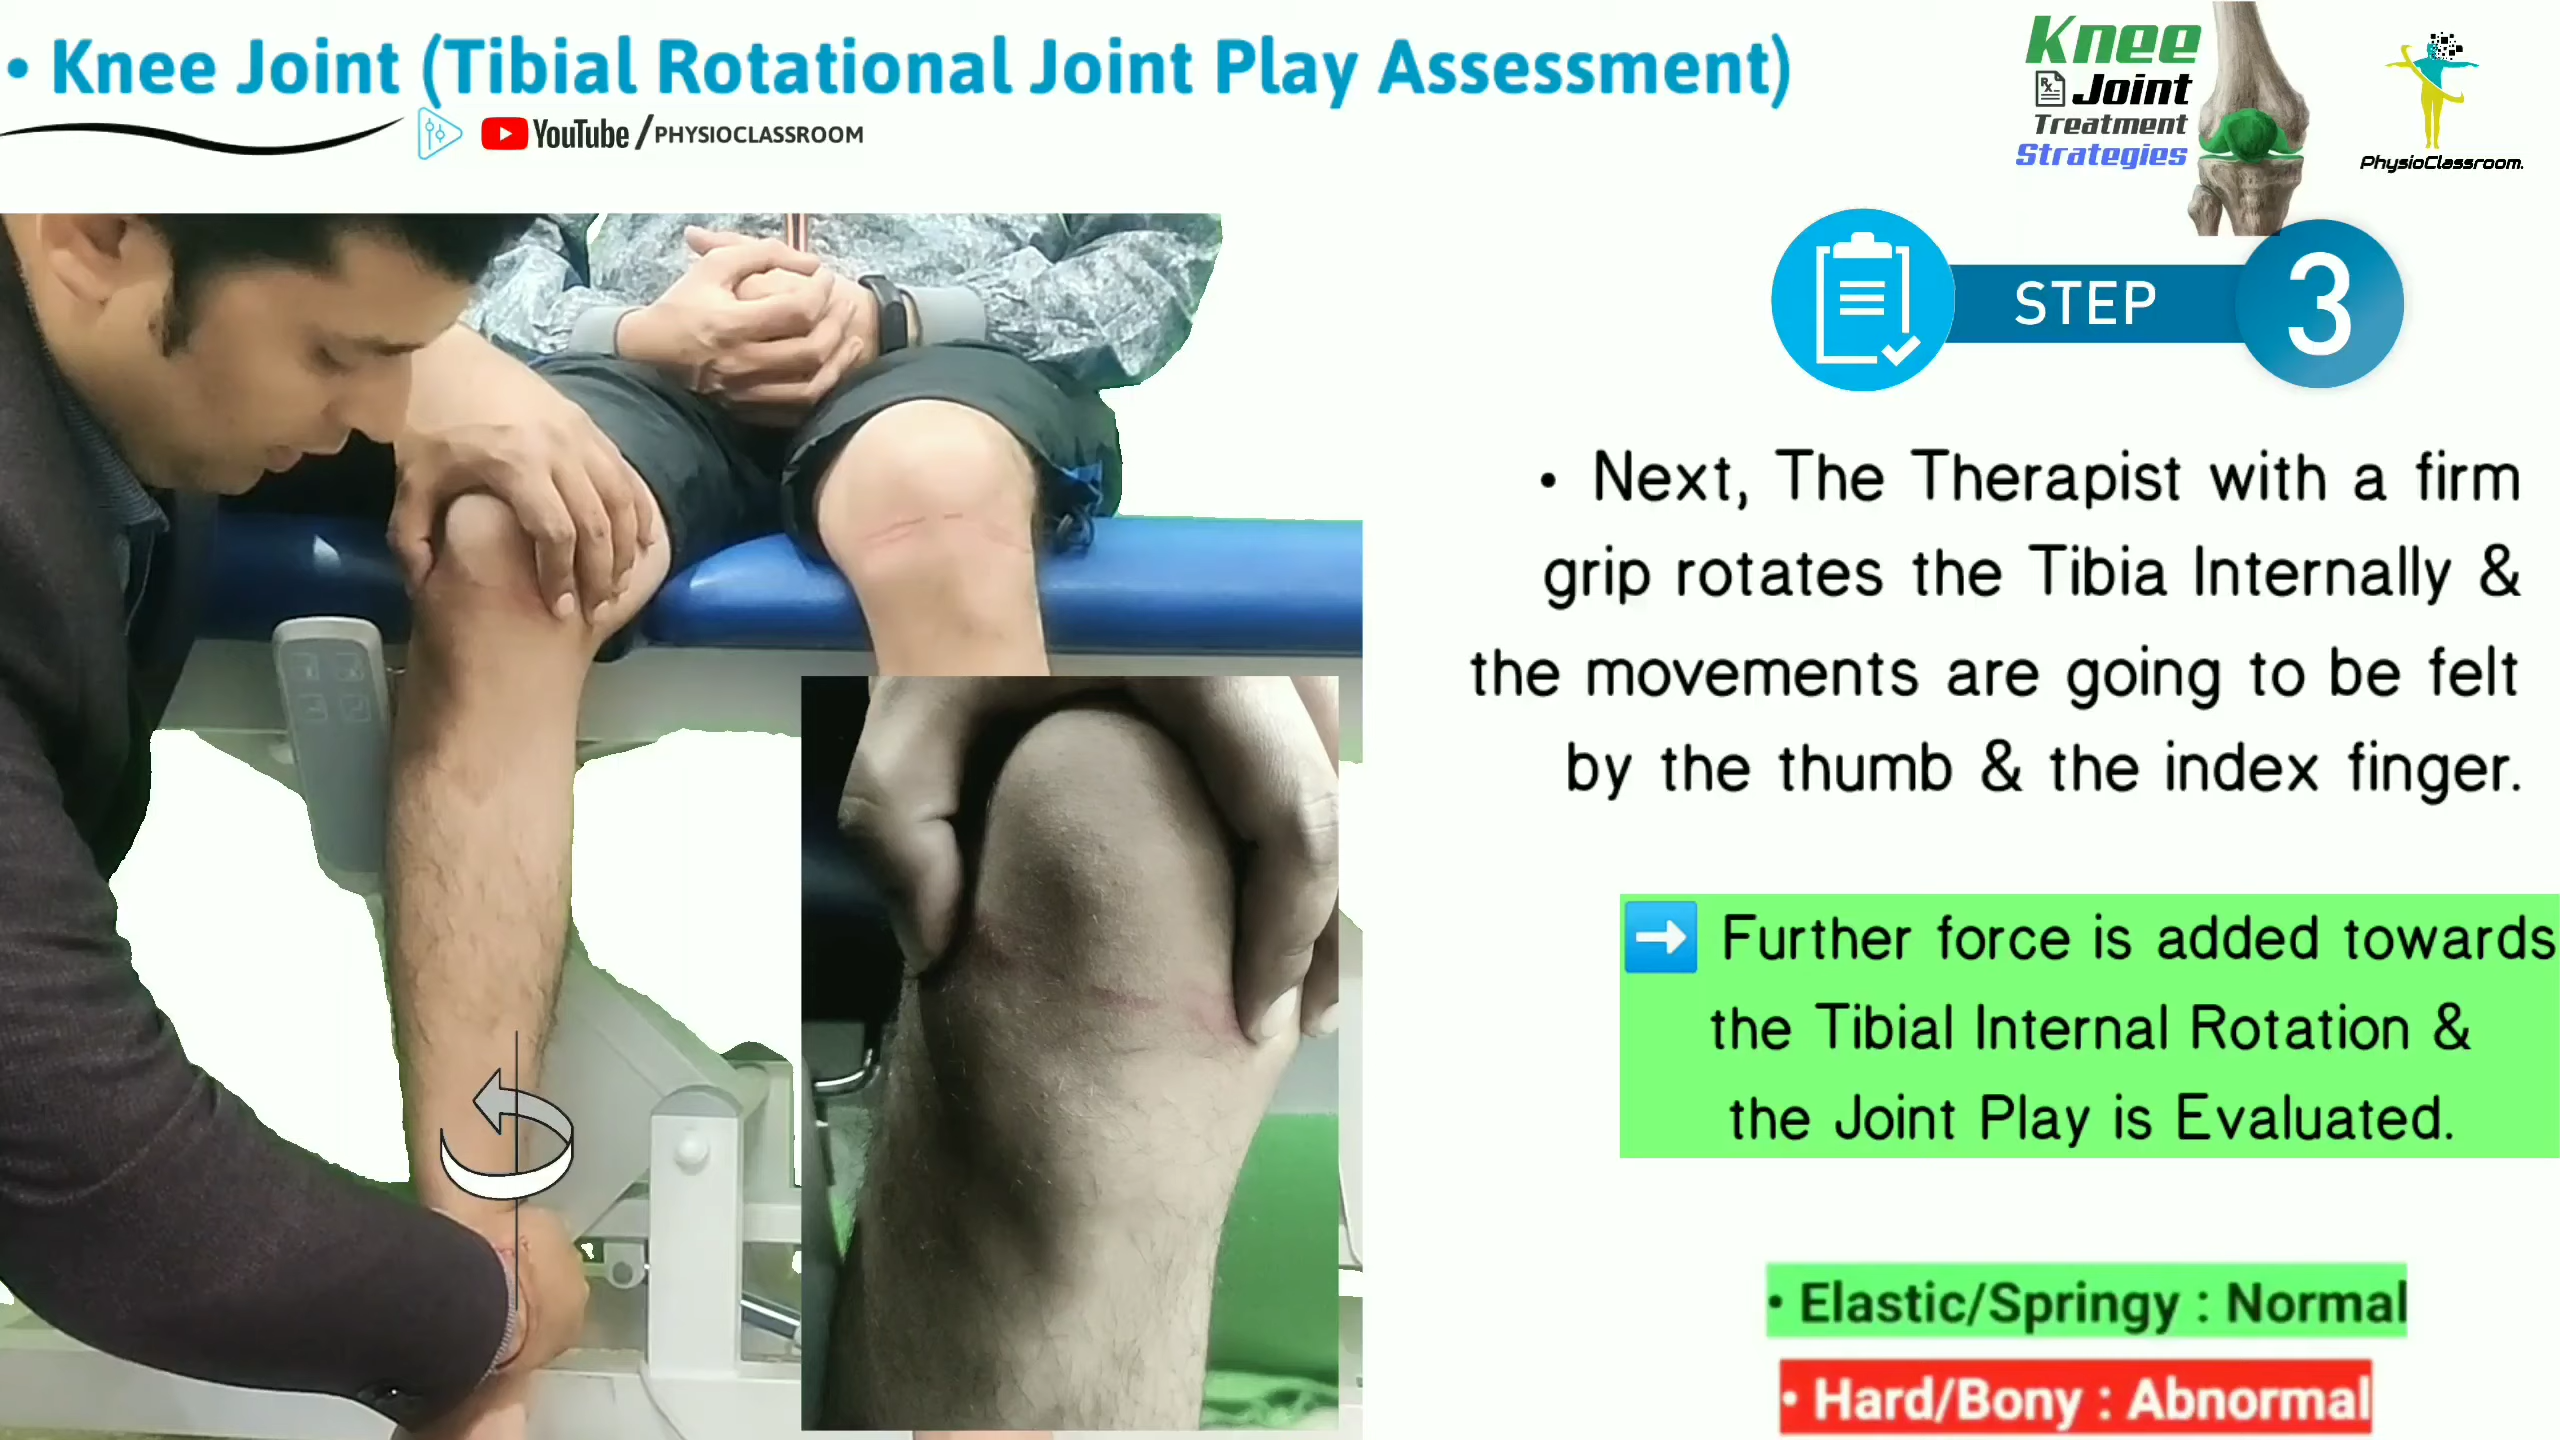 • Knee Joint (Tibial Rotational Joint Play Assessment)
YouTube /PHYSIOCLASSROOM
Knee
Joint
Treatment
Strategies
PhysioClassroom.
STEP 3
• Next, The Therapist with a firm
grip rotates the Tibia Internally &
the movements are going to be felt
by the thumb & the index finger.
➡ Further force is added towards
the Tibial Internal Rotation &
the Joint Play is Evaluated.
• Elastic/Springy : Normal
• Hard/Bony : Abnormal